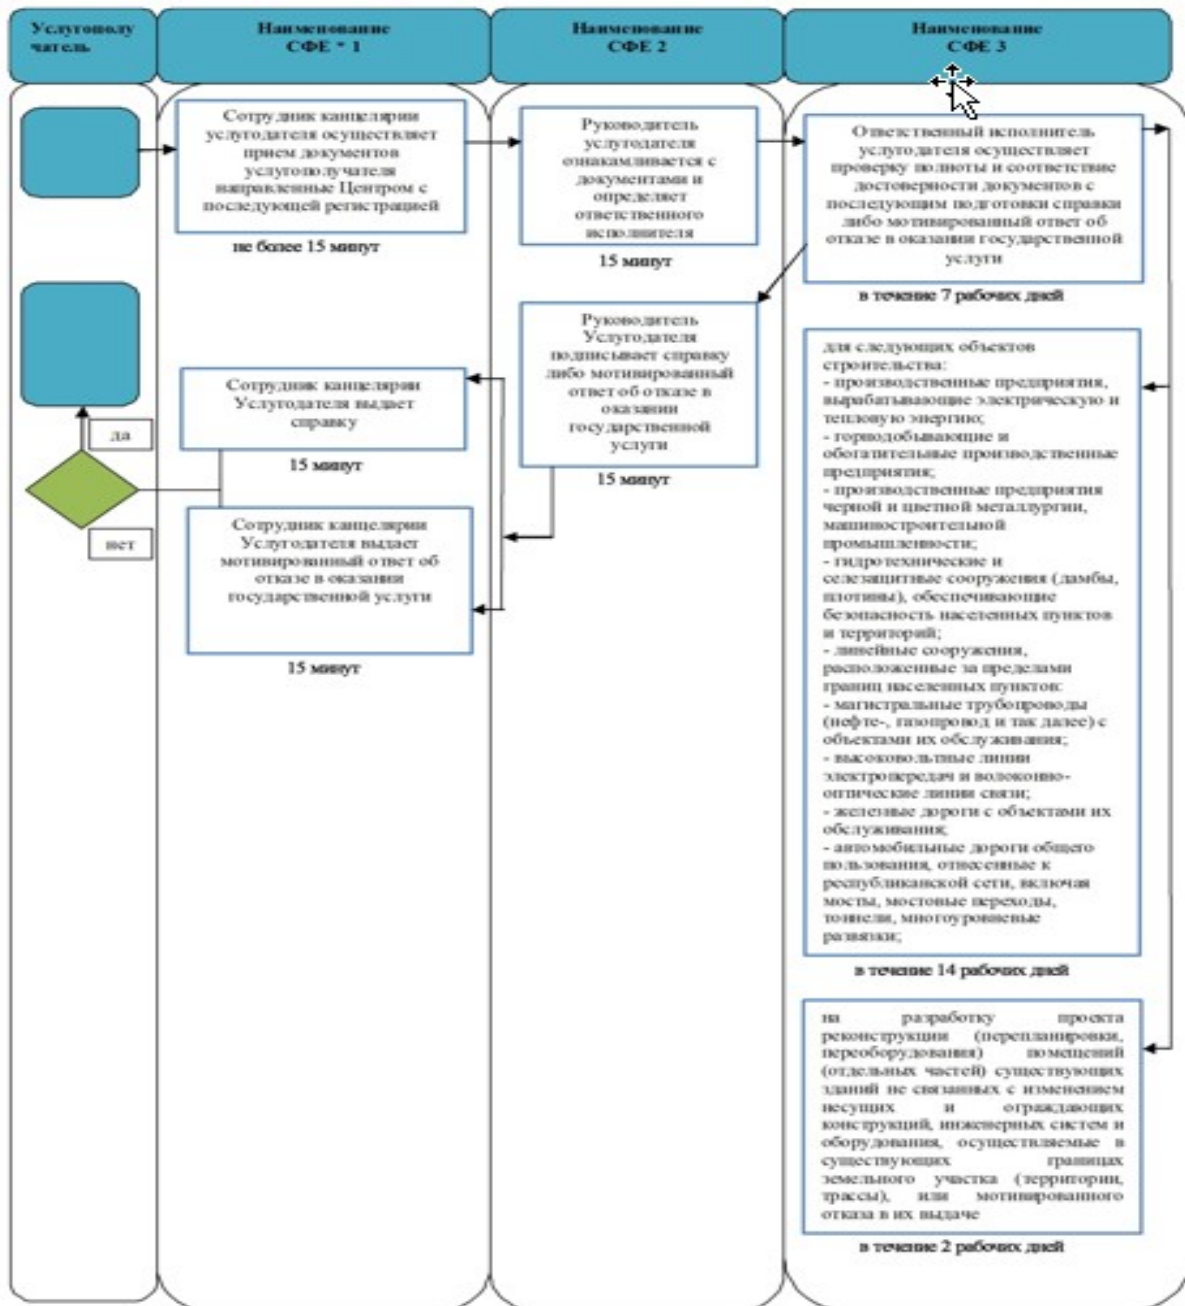 Услугополу
чатель
Наименование
СФЕ * 1
Наименование
СФЕ 2
Наименование
СФЕ 3
Сотрудник канцелярии
услугодателя осуществляет
прием документов
услугополучателя
направленные Центром с
последующей регистрацией
не более 15 минут
Руководитель
услугодателя
ознакамливается с
документами и
определяет
ответственного
исполнителя
15 минут
Ответственный исполнитель
услугодателя осуществляет
проверку полноты и соответствие
достоверности документов с
последующим подготовки справки
либо мотивированный ответ об
отказе в оказании государственной
услуги
в течение 7 рабочих дней
Руководитель
Услугодателя
подписывает справку
либо мотивированный
ответ об отказе в
оказании
государственной
услуги
15 минут
Сотрудник канцелярии
Услугодателя выдает
справку
15 минут
да
нет
Сотрудник канцелярии
Услугодателя выдает
мотивированный ответ об
отказе в оказании
государственной услуги
15 минут
для следующих объектов
строительства:
- производственные предприятия,
вырабатывающие электрическую и
тепловую энергию;
- горнодобывающие и
обогатительные производственные
предприятия;
- производственные предприятия
черной и цветной металлургии,
машиностроительной
промышленности;
- гидротехнические и
селезащитные сооружения (дамбы,
плотины), обеспечивающие
безопасность населенных пунктов
и территорий;
- линейные сооружения,
расположенные за пределами
границ населенных пунктов:
- магистральные трубопроводы
(нефте-, газопровод и так далее) с
объектами их обслуживания;
- высоковольтные линии
электропередач и волоконно-
оптические линии связи;
- железные дороги с объектами их
обслуживания;
- автомобильные дороги общего
пользования, отнесенные к
республиканской сети, включая
мосты, мостовые переходы,
тоннели, многоуровневые
развязки;
в течение 14 рабочих дней
на разработку проекта
реконструкции (перепланировки,
переоборудования) помещений
(отдельных частей) существующих
зданий не связанных с изменением
несущих и ограждающих
конструкций, инженерных систем и
оборудования, осуществляемые в
существующих границах
земельного участка (территории,
трассы), или мотивированного
отказа в их выдаче
в течение 2 рабочих дней